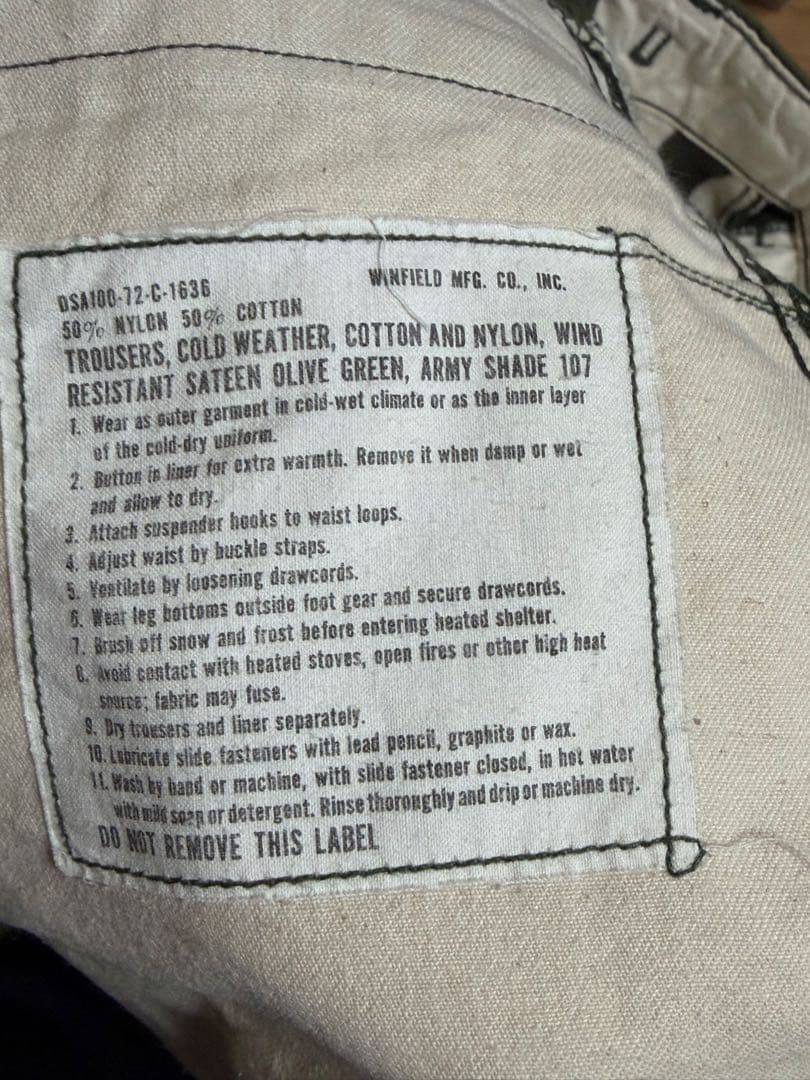 DSA100-72-C-1636 WINFIELD MFG. CO., INC.
50% NYLON 50% COTTON
TROUSERS, COLD WEATHER, COTTON AND NYLON, WIND
RESISTANT SATEEN OLIVE GREEN, ARMY SHADE 107
1. Wear as outer garment in cold-wet climate or as the inner layer
of the cold-dry uniform.
2. Button in liner for extra warmth. Remove it when damp or wet
and allow to dry.
3. Attach suspender hooks to waist loops.
4. Adjust waist by buckle straps.
5. Ventilate by loosening drawcords.
6. Wear leg bottoms outside foot gear and secure drawcords.
7. Brush off snow and frost before entering heated shelter.
8. Avoid contact with heated stoves, open fires or other high heat
source; fabric may fuse.
9. Dry trousers and liner separately.
10. Lubricate slide fasteners with lead pencil, graphite or wax.
11. Wash by hand or machine, with slide fastener closed, in hot water
with mild soap or detergent. Rinse thoroughly and drip or machine dry.
DO NOT REMOVE THIS LABEL